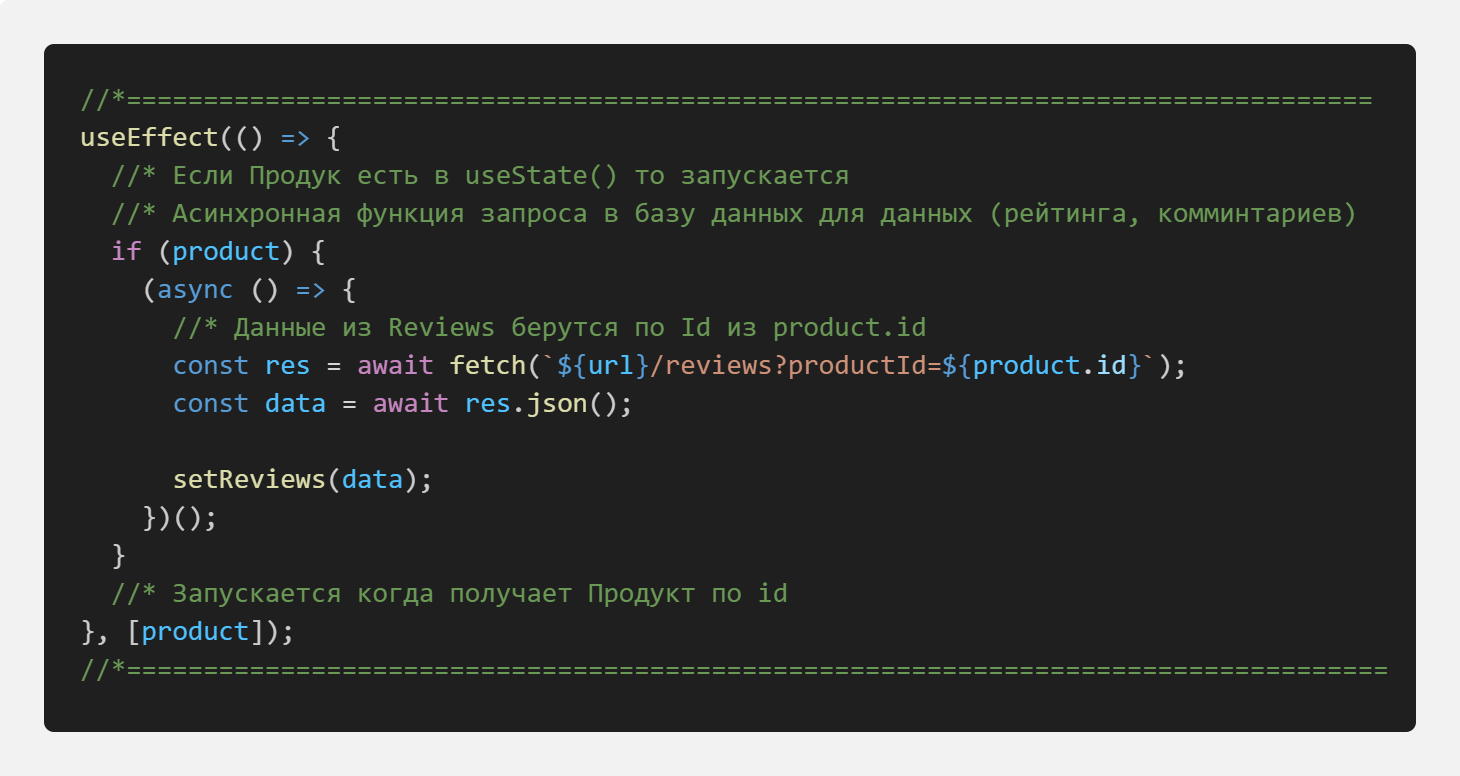 //*=================================================================================
useEffect(() => {
//* Если Продук есть в useState() то запускается
//* Асинхронная функция запроса в базу данных для данных (рейтинга, комминтариев)
if (product) {
(async () => {
//* Данные из Reviews берутся по Id из product.id
const res = await fetch(`${url}/reviews?productId=${product.id}`);
const data = await res.json();
setReviews(data);
})();
}
//* Запускается когда получает Продукт по id
}, [product]);
//*==================================================================================